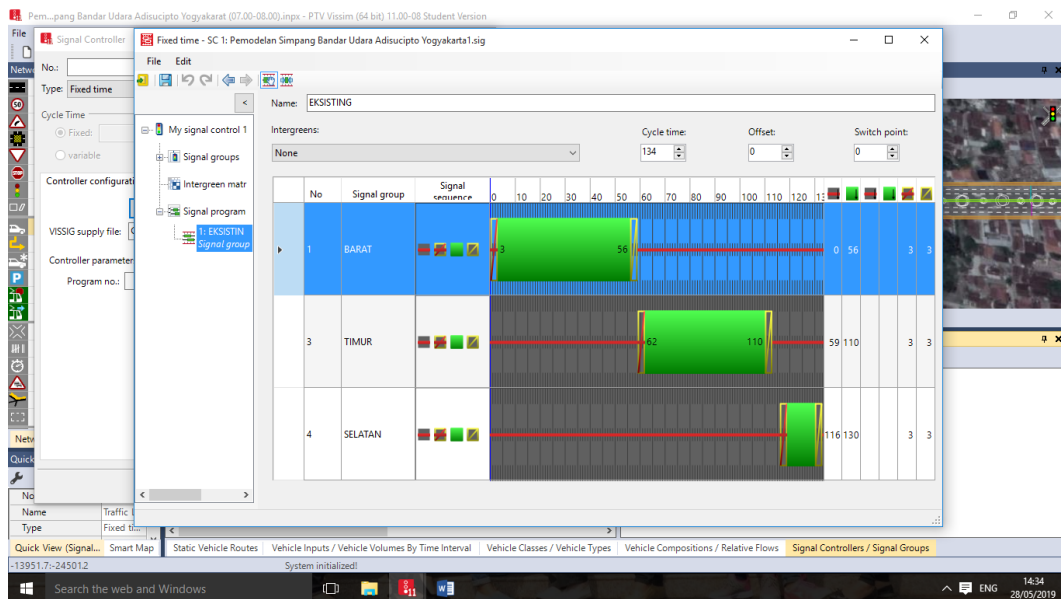 Pem...pang Bandar Udara Adisucipto Yogyakarat (07.00-08.00).inpx - PTV Vissim (64 bit) 11.00-08 Student Version
File
Signal Controller
Fixed time - SC 1: Pemodelan Simpang Bandar Udara Adisucipto Yogyakarta1.sig
File Edit
Netw
No.:
Type: Fixed time
Cycle Time
Fixed:
variable
Controller configurati
VISSIG supply file:
Controller parameter
Program no.:
<
My signal control 1
Signal groups
Intergreen matr
Signal program
1: EKSISTIN
Signal group
Name: EKSISTING
Intergreens: Cycle time: Offset: Switch point:
None 134 0 0
No Signal group Signal sequence 0 10 20 30 40 50 60 70 80 90 100 110 120 13
1 BARAT 3 56 0 56 3 3
3 TIMUR 62 110 59 110 3 3
4 SELATAN 116 130 3 3
Netw
Quick
No
Name Traffic
Type Fixed ti...
Quick View (Signal... Smart Map Static Vehicle Routes Vehicle Inputs / Vehicle Volumes By Time Interval Vehicle Classes / Vehicle Types Vehicle Compositions / Relative Flows Signal Controllers / Signal Groups
-13951.7:-24501.2 System initialized!
Search the web and Windows
ENG
14:34
28/05/2019